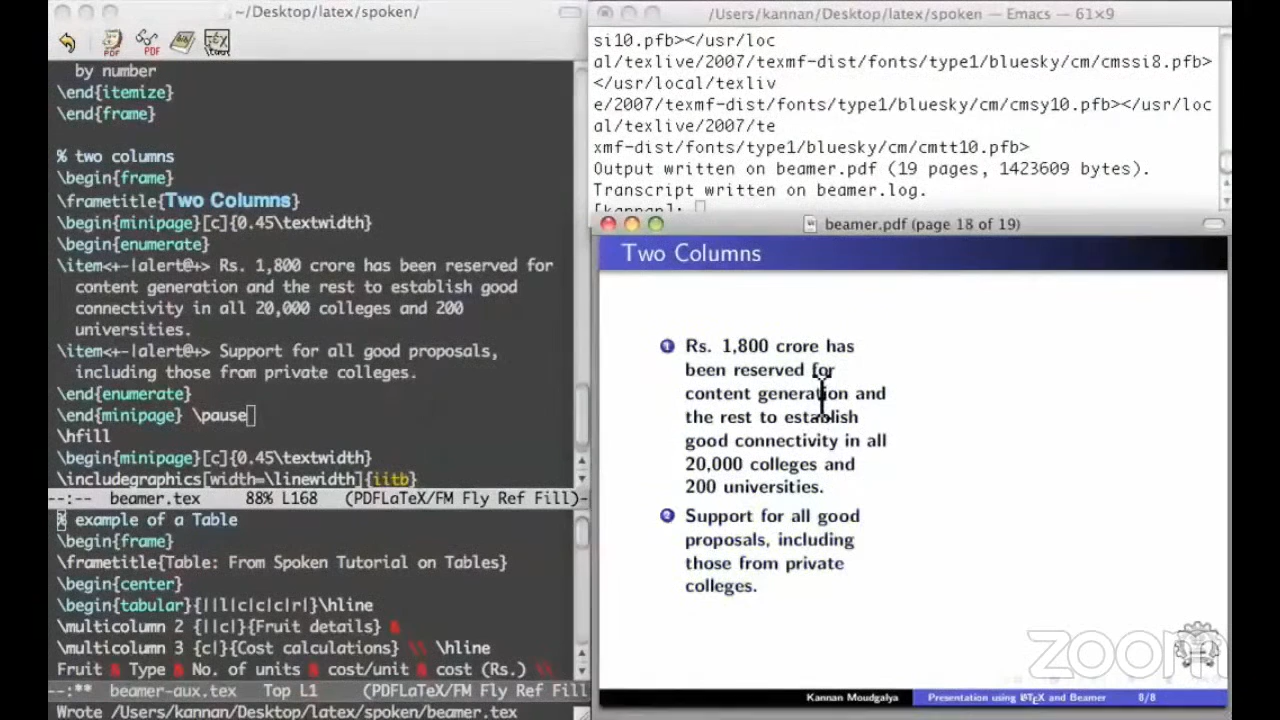 ~/Desktop/latex/spoken/
by number
\end{itemize}
\end{frame}
% two columns
\begin{frame}
\frametitle{Two Columns}
\begin{minipage}[c]{0.45\textwidth}
\begin{enumerate}
\item<+-|alert@+> Rs. 1,800 crore has been reserved for
content generation and the rest to establish good
connectivity in all 20,000 colleges and 200
universities.
\item<+-|alert@+> Support for all good proposals,
including those from private colleges.
\end{enumerate}
\end{minipage} \pause
\hfill
\begin{minipage}[c]{0.45\textwidth}
\includegraphics[width=\linewidth]{iitb}
--:-- beamer.tex 88% L168 (PDFLaTeX/FM Fly Ref Fill)-
% example of a Table
\begin{frame}
\frametitle{Table: From Spoken Tutorial on Tables}
\begin{center}
\begin{tabular}{||l|c|c|c|r|}\hline
\multicolumn 2 {||c|}{Fruit details} &
\multicolumn 3 {c|}{Cost calculations} \\ \hline
Fruit & Type & No. of units & cost/unit & cost (Rs.) \\
--:** beamer-aux.tex Top L1 (PDFLaTeX/FM Fly Ref Fill
Wrote /Users/kannan/Desktop/latex/spoken/beamer.tex
/Users/kannan/Desktop/latex/spoken — Emacs — 61×9
si10.pfb></usr/loc
al/texlive/2007/texmf-dist/fonts/type1/bluesky/cm/cmssi8.pfb>
</usr/local/texliv
e/2007/texmf-dist/fonts/type1/bluesky/cm/cmsy10.pfb></usr/loc
al/texlive/2007/te
xmf-dist/fonts/type1/bluesky/cm/cmtt10.pfb>
Output written on beamer.pdf (19 pages, 1423609 bytes).
Transcript written on beamer.log.
[kannan]:
beamer.pdf (page 18 of 19)
Two Columns
1 Rs. 1,800 crore has
been reserved for
content generation and
the rest to establish
good connectivity in all
20,000 colleges and
200 universities.
2 Support for all good
proposals, including
those from private
colleges.
zoom
Kannan Moudgalya Presentation using LATEX and Beamer 8/8